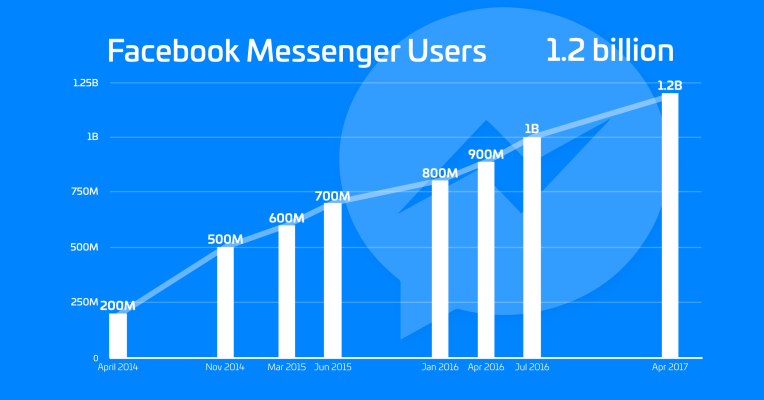 Facebook Messenger Users 1.2 billion
1.25B
1B
750M
500M
250M
0
200M
500M
600M
700M
800M
900M
1B
1.2B
April 2014 Nov 2014 Mar 2015 Jun 2015 Jan 2016 Apr 2016 Jul 2016 Apr 2017